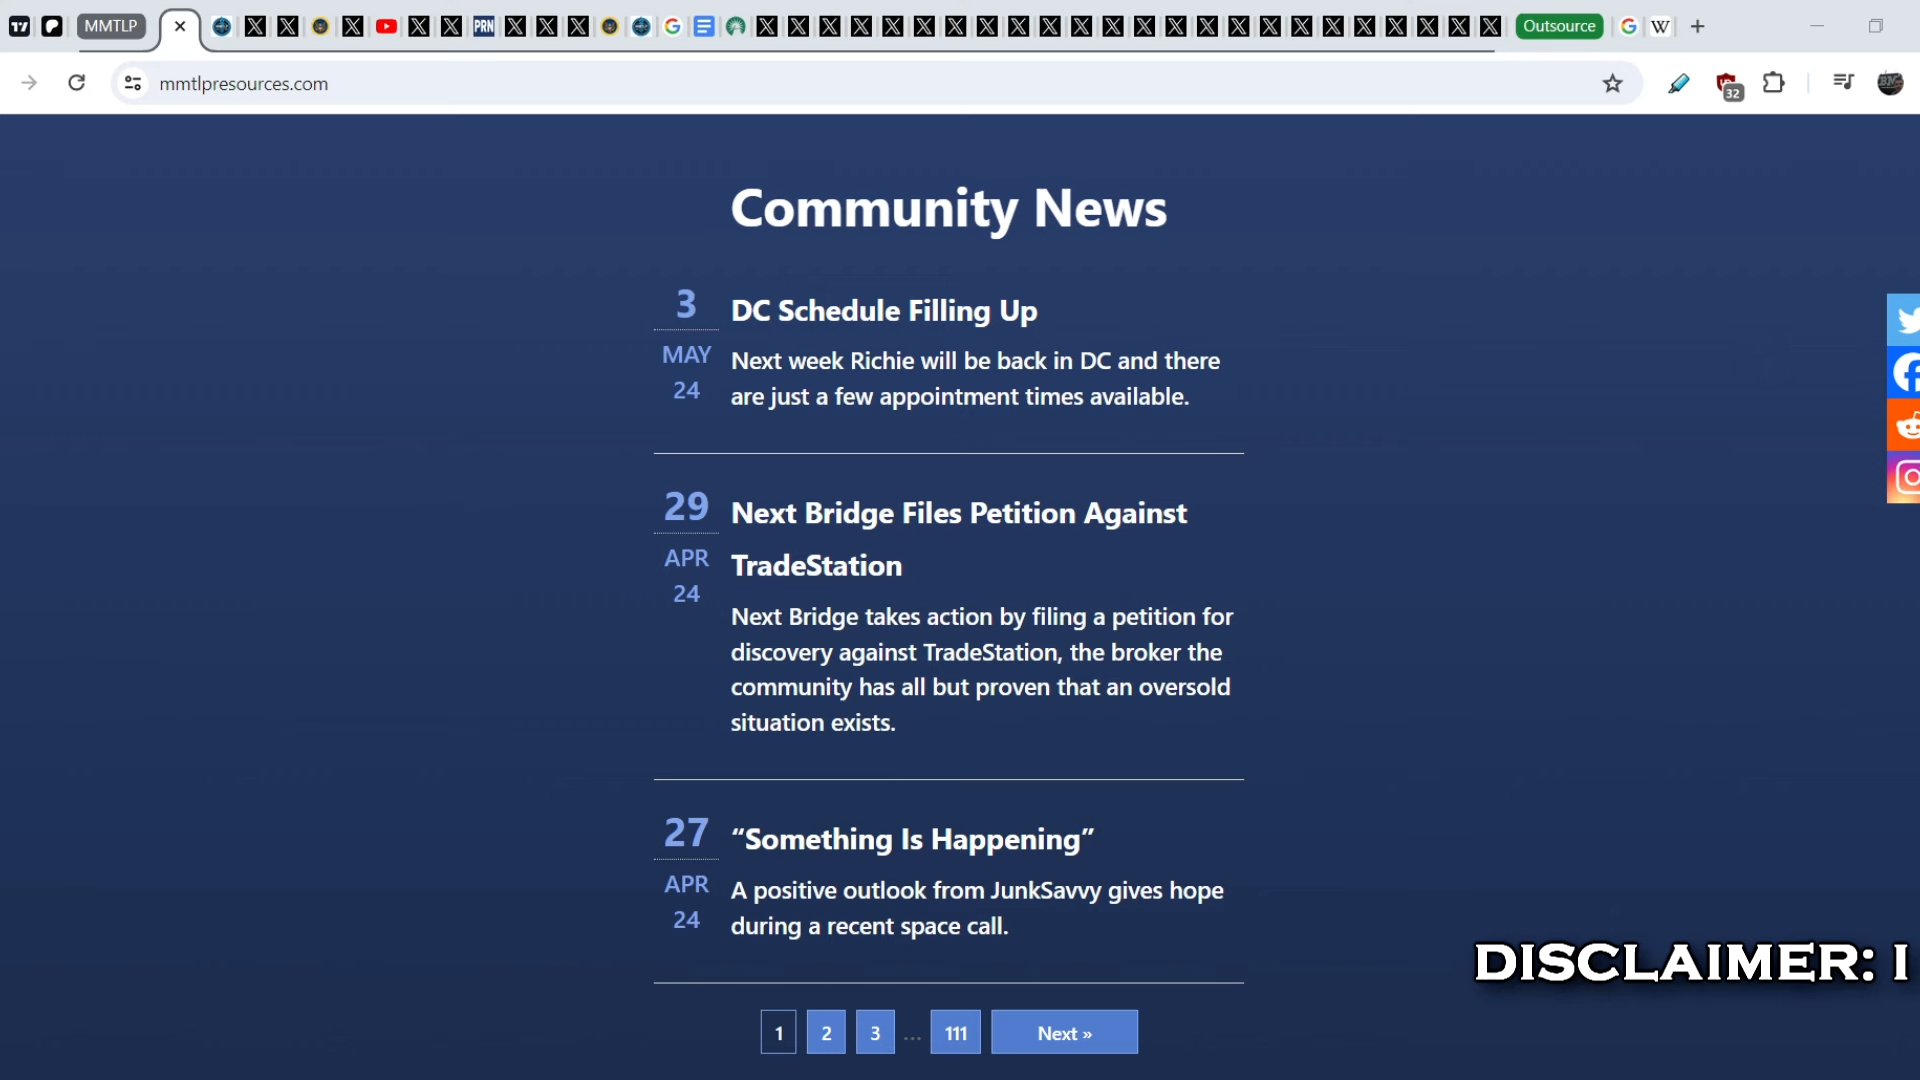 MMTLP
PRN
Outsource
G
W
mmtlpresources.com
32
Community News
3
MAY
24
DC Schedule Filling Up
Next week Richie will be back in DC and there
are just a few appointment times available.
29
APR
24
Next Bridge Files Petition Against
TradeStation
Next Bridge takes action by filing a petition for
discovery against TradeStation, the broker the
community has all but proven that an oversold
situation exists.
27
APR
24
“Something Is Happening”
A positive outlook from JunkSavvy gives hope
during a recent space call.
DISCLAIMER: I
1 2 3 ... 111 Next »